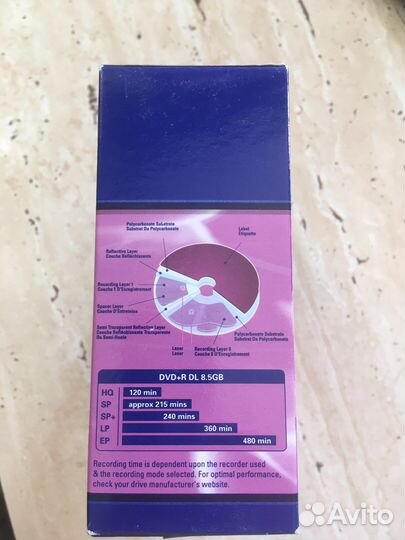 Polycarbonate Substrate
Substrat De Polycarbonate
Label
Etiquette
Reflective Layer
Couche Réfléchissante
Recording Layer 1
Couche 1 D'Enregistrement
Spacer Layer
Couche D'Entretoise
Semi Transparent Reflective Layer
Couche Réfléchissante Transparente
De Semi-
Polycarbonate Substrate
Substrat De Polycarbonate
Laser
Laser
Recording Layer 0
Couche 0 D'Enregistrement
DVD+R DL 8.5GB
HQ 120 min
SP approx 215 mins
SP+ 240 mins
LP 360 min
EP 480 min
Recording time is dependent upon the recorder used
& the recording mode selected. For optimal performance,
check your drive manufacturer's website.
Avito